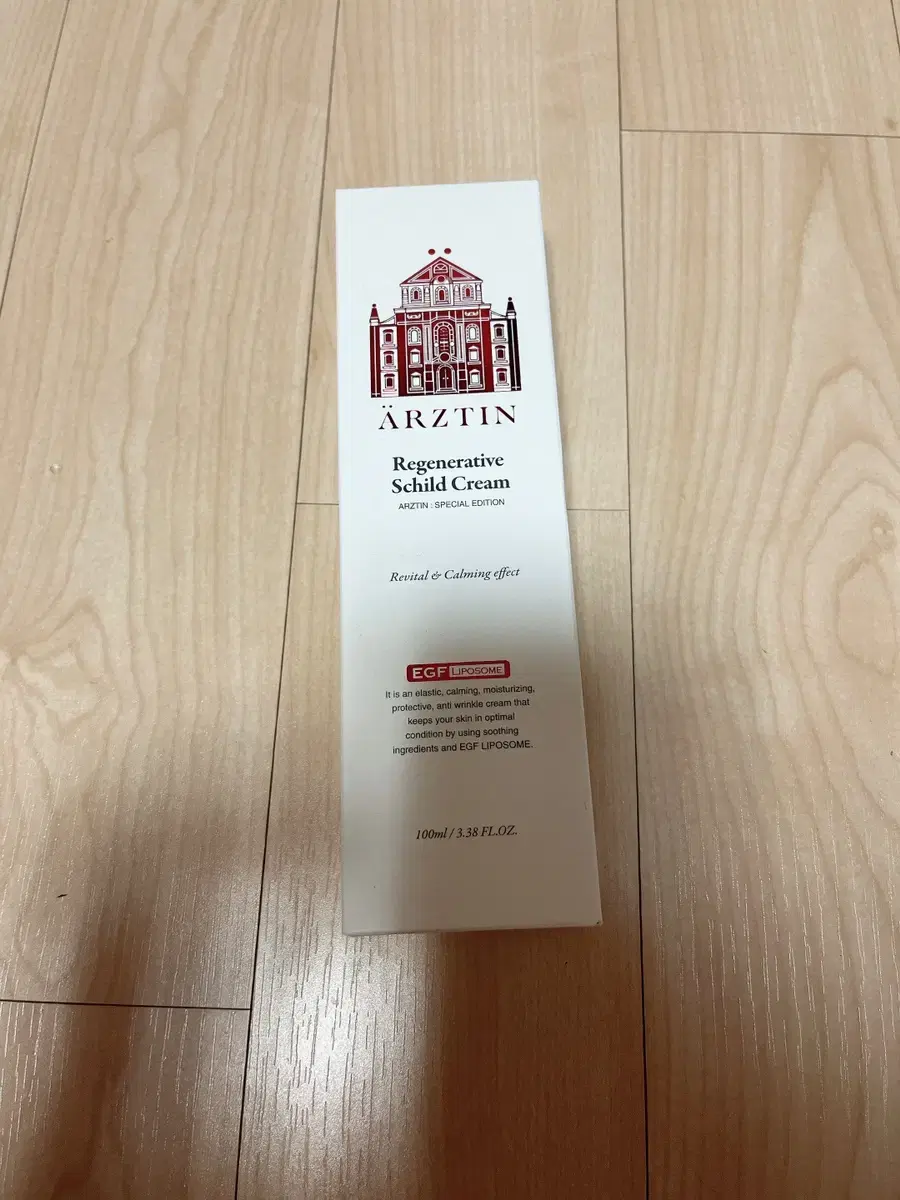 ÄRZTIN
Regenerative
Schild Cream
ARZTIN : SPECIAL EDITION
Revital & Calming effect
EGF LIPOSOME
It is an elastic, calming, moisturizing,
protective, anti wrinkle cream that
keeps your skin in optimal
condition by using soothing
ingredients and EGF LIPOSOME.
100ml / 3.38 FL.OZ.